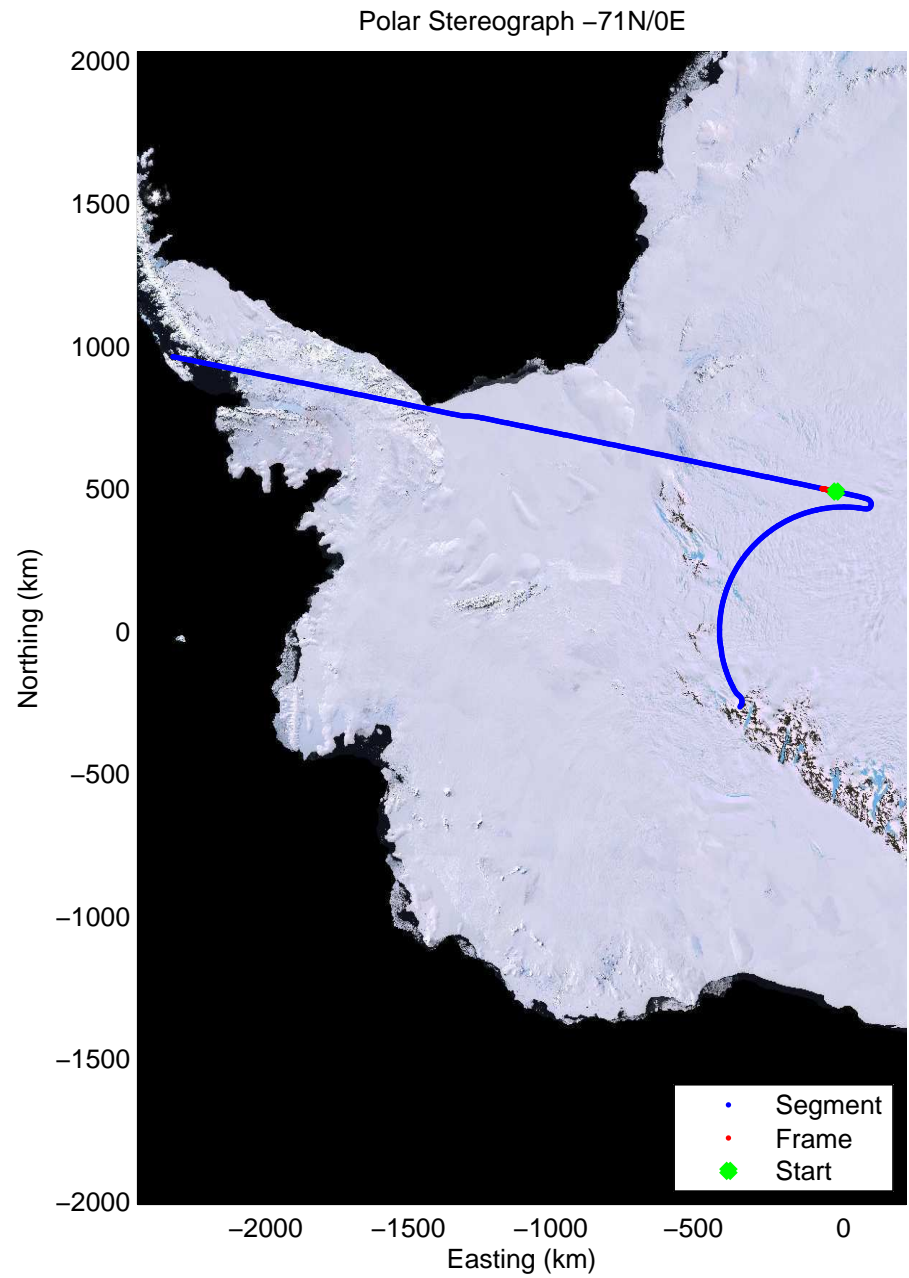 Polar Stereograph −71N/0E
2000
1500
1000
500
0
−500
−1000
−1500
−2000
Northing (km)
−2000 −1500 −1000 −500 0
Easting (km)
Segment
Frame
Start